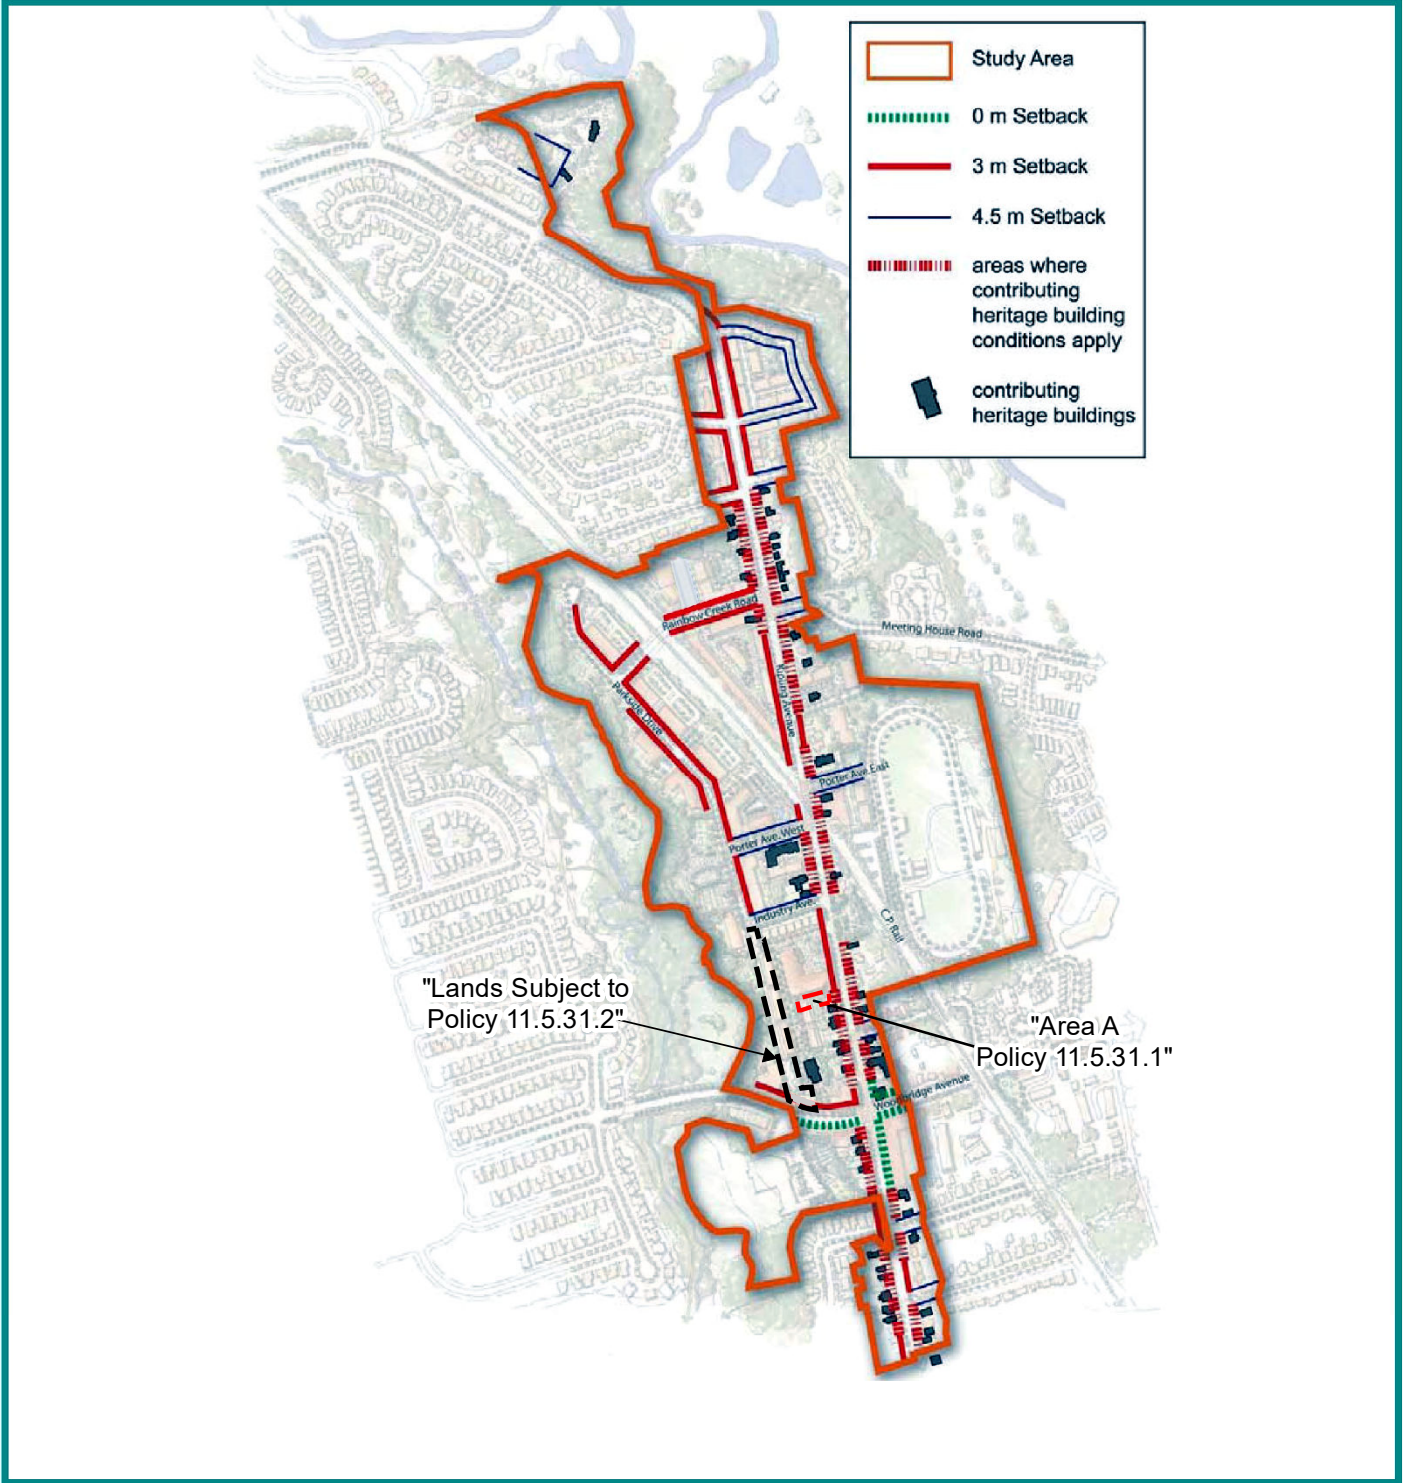 Study Area
0 m Setback
3 m Setback
4.5 m Setback
areas where
contributing
heritage building
conditions apply
contributing
heritage buildings
Rainbow Creek Road
Meeting House Road
Kipling Avenue
Parkside Drive
Porter Ave East
Porter Ave. West
Industry Ave.
C.P. Rail
"Lands Subject to
Policy 11.5.31.2"
"Area A
Policy 11.5.31.1"
Woodbridge Avenue